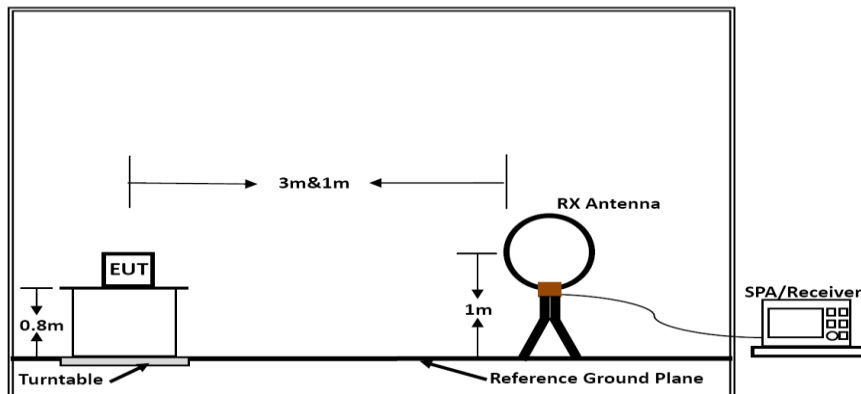 3m&1m
RX Antenna
EUT
SPA/Receiver
0.8m
1m
Turntable
Reference Ground Plane